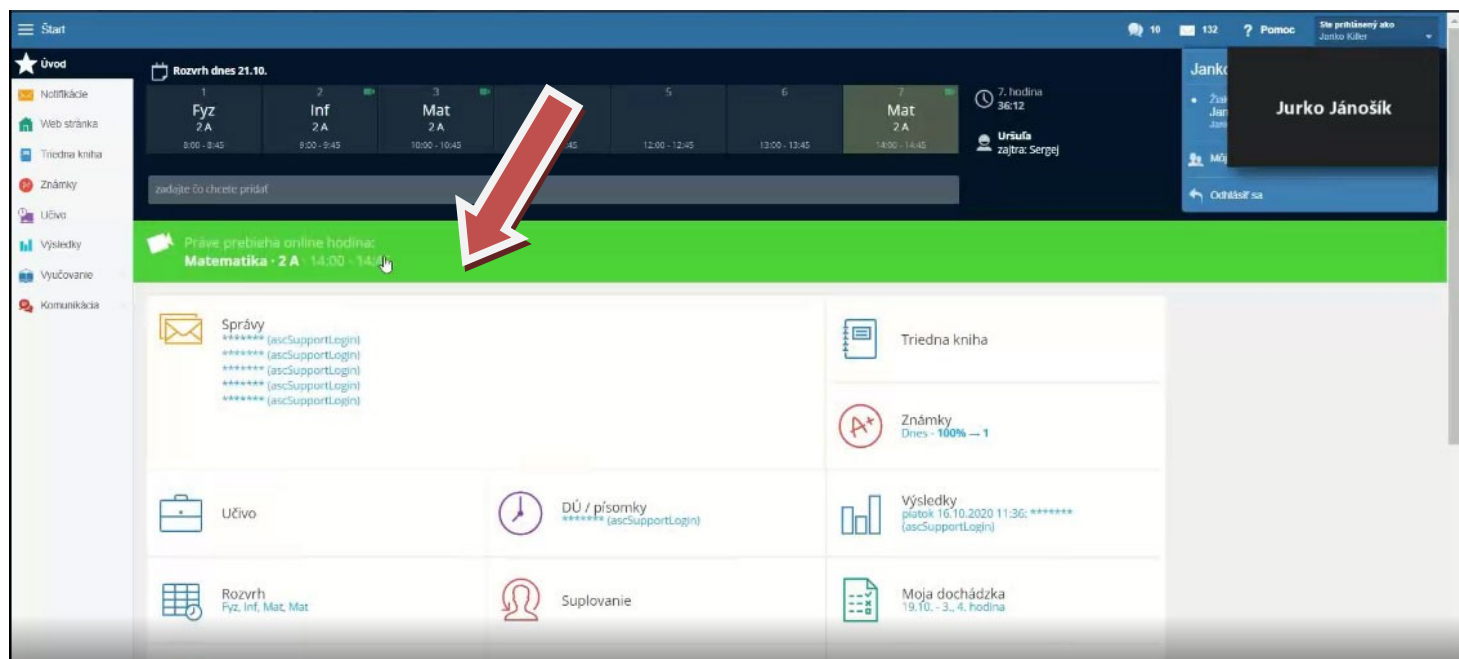 Štart
10
132
? Pomoc
Ste prihlásený ako
Janko Killer
Úvod
Notifikácie
Web stránka
Triedna kniha
Známky
Učivo
Výsledky
Vyučovanie
Komunikácia
Rozvrh dnes 21.10.
1
Fyz
2 A
8:00 - 8:45
2
Inf
2 A
9:00 - 9:45
3
Mat
2 A
10:00 - 10:45
:45
5
12:00 - 12:45
6
13:00 - 13:45
7
Mat
2 A
14:00 - 14:45
7. hodina
36:12
Uršuľa
zajtra: Sergej
zadajte čo chcete pridať
Janko
Jurko Jánošík
Odhlásiť sa
Práve prebieha online hodina:
Matematika · 2 A · 14:00 - 14:4
Správy
******* (ascSupportLogin)
******* (ascSupportLogin)
******* (ascSupportLogin)
******* (ascSupportLogin)
******* (ascSupportLogin)
Triedna kniha
A+
Známky
Dnes - 100% → 1
Učivo
DÚ / písomky
******* (ascSupportLogin)
Výsledky
piatok 16.10.2020 11:36: *******
(ascSupportLogin)
Rozvrh
Fyz, Inf, Mat, Mat
Suplovanie
Moja dochádzka
19.10. - 3., 4. hodina